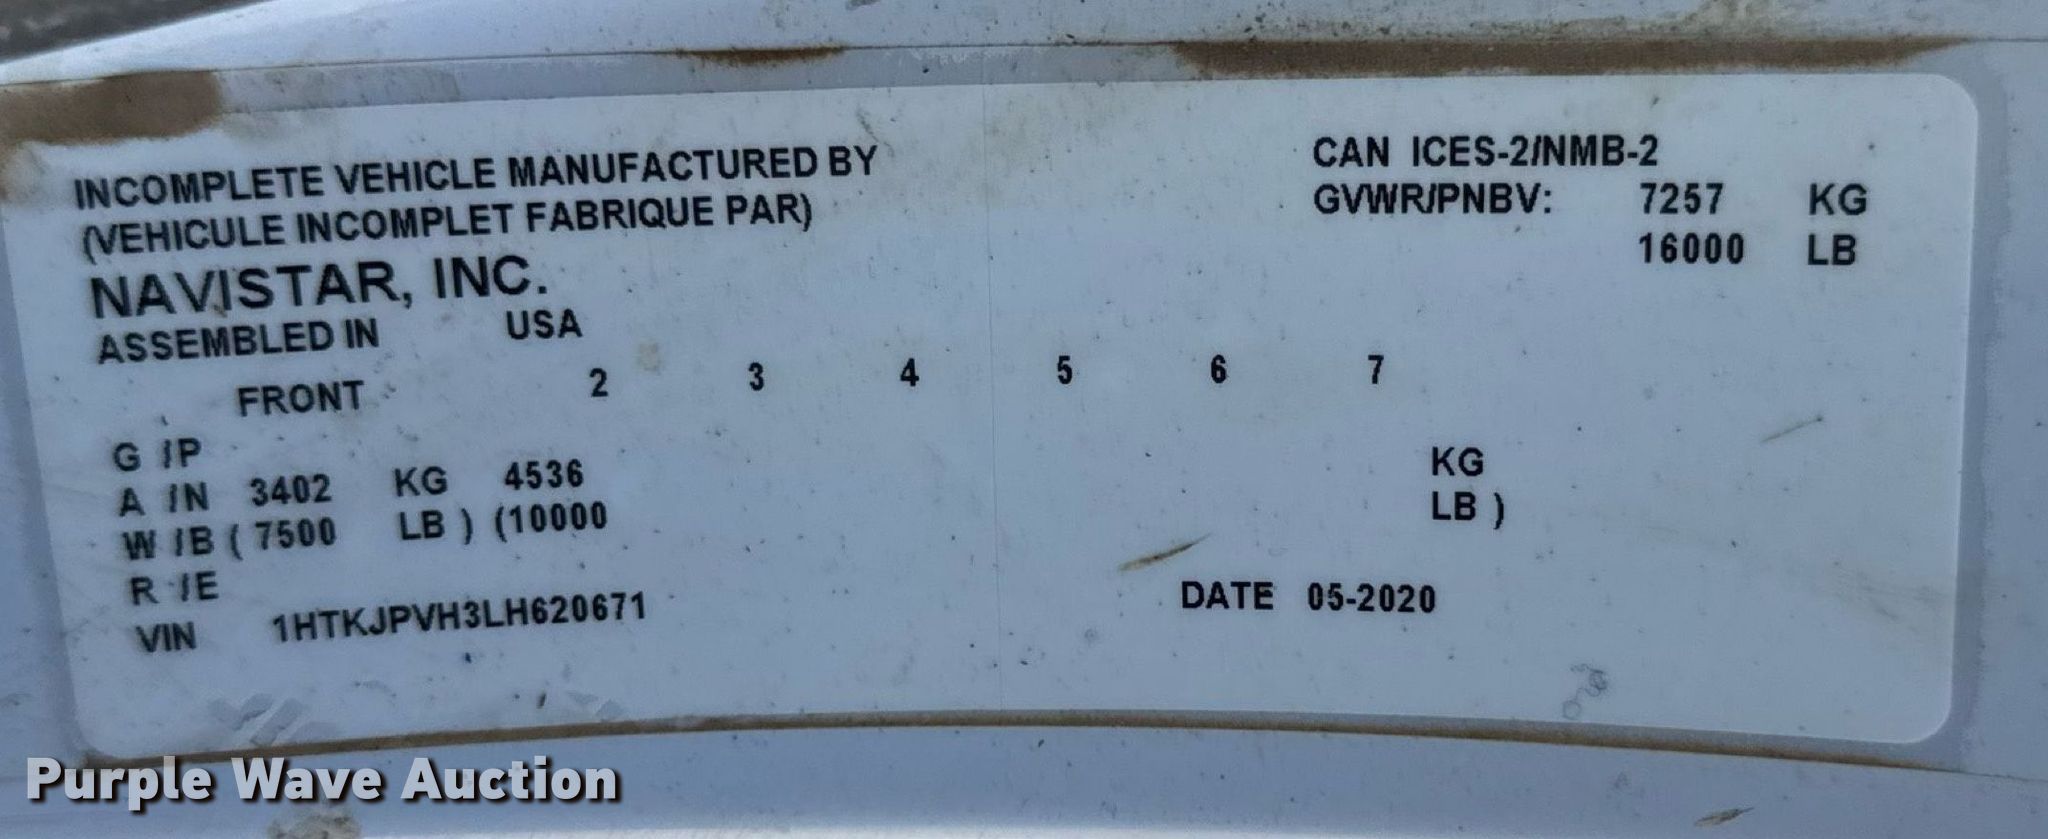 INCOMPLETE VEHICLE MANUFACTURED BY
(VEHICULE INCOMPLET FABRIQUE PAR)
NAVISTAR, INC.
ASSEMBLED IN USA
CAN ICES-2/NMB-2
GVWR/PNBV: 7257 KG
16000 LB
FRONT 2 3 4 5 6 7
G /P
A /N 3402 KG 4536 KG
W /B ( 7500 LB ) (10000 LB )
R /E
VIN 1HTKJPVH3LH620671
DATE 05-2020
Purple Wave Auction